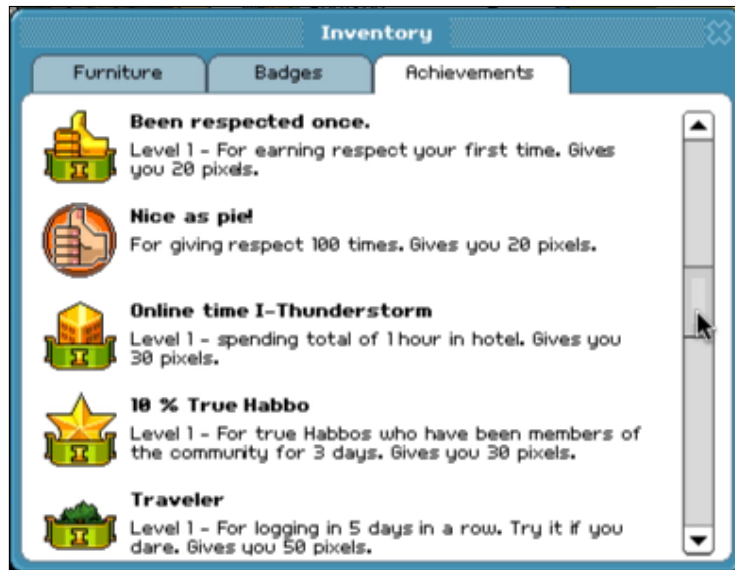 Inventory
Furniture
Badges
Achievements
Been respected once.
Level 1 - For earning respect your first time. Gives
you 20 pixels.
Nice as pie!
For giving respect 100 times. Gives you 20 pixels.
Online time I-Thunderstorm
Level 1 - spending total of 1 hour in hotel. Gives you
30 pixels.
10 % True Habbo
Level 1 - For true Habbos who have been members of
the community for 3 days. Gives you 30 pixels.
Traveler
Level 1 - For logging in 5 days in a row. Try it if you
dare. Gives you 50 pixels.
I
I
I
I